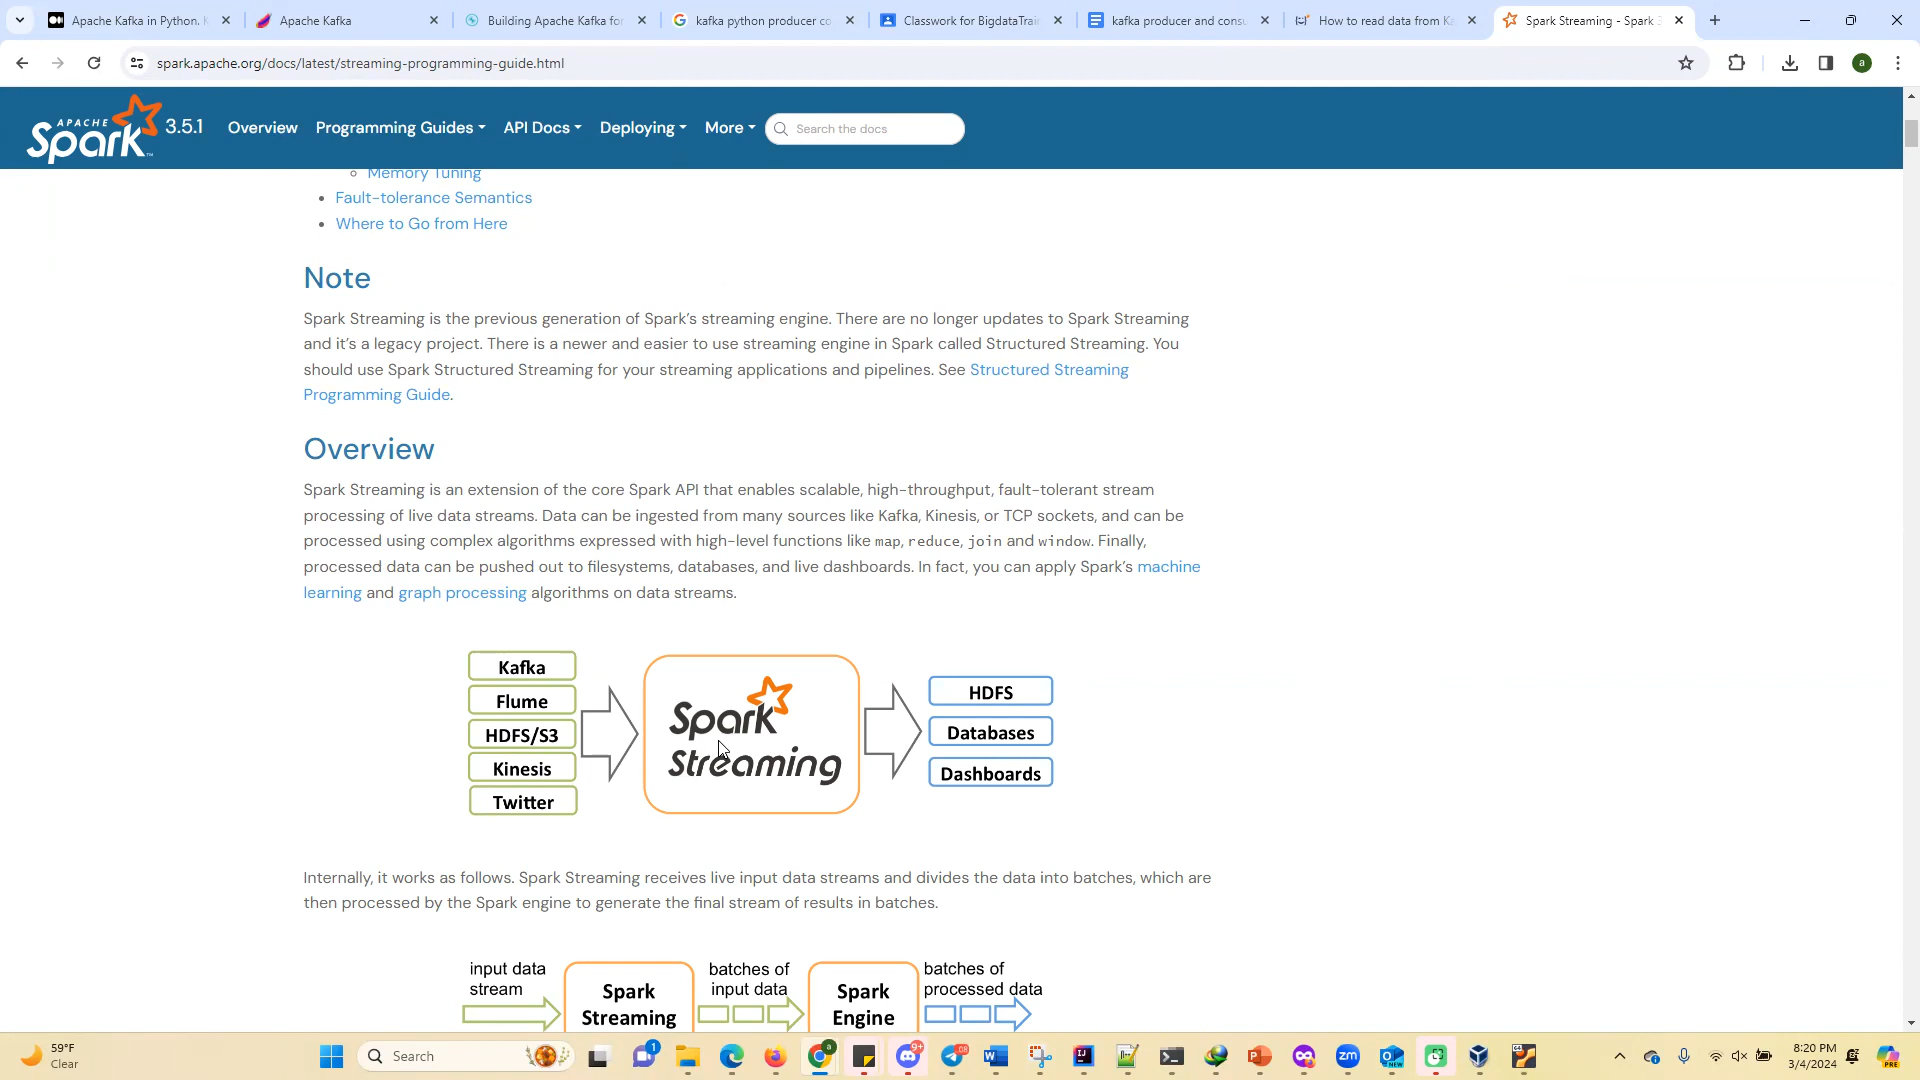 Apache Kafka in Python. K
Apache Kafka
Building Apache Kafka for
kafka python producer co
Classwork for BigdataTrai
kafka producer and consu
How to read data from Ka
Spark Streaming - Spark 3
spark.apache.org/docs/latest/streaming-programming-guide.html
a
APACHE Spark 3.5.1
Overview
Programming Guides
API Docs
Deploying
More
Search the docs
Memory Tuning
Fault-tolerance Semantics
Where to Go from Here
Note
Spark Streaming is the previous generation of Spark’s streaming engine. There are no longer updates to Spark Streaming
and it’s a legacy project. There is a newer and easier to use streaming engine in Spark called Structured Streaming. You
should use Spark Structured Streaming for your streaming applications and pipelines. See Structured Streaming
Programming Guide.
Overview
Spark Streaming is an extension of the core Spark API that enables scalable, high-throughput, fault-tolerant stream
processing of live data streams. Data can be ingested from many sources like Kafka, Kinesis, or TCP sockets, and can be
processed using complex algorithms expressed with high-level functions like map, reduce, join and window. Finally,
processed data can be pushed out to filesystems, databases, and live dashboards. In fact, you can apply Spark’s machine
learning and graph processing algorithms on data streams.
Kafka
Flume
HDFS/S3
Kinesis
Twitter
Spark
Streaming
HDFS
Databases
Dashboards
Internally, it works as follows. Spark Streaming receives live input data streams and divides the data into batches, which are
then processed by the Spark engine to generate the final stream of results in batches.
input data
stream
Spark
Streaming
batches of
input data
Spark
Engine
batches of
processed data
59°F
Clear
Search
1
9+
zm
8:20 PM
3/4/2024